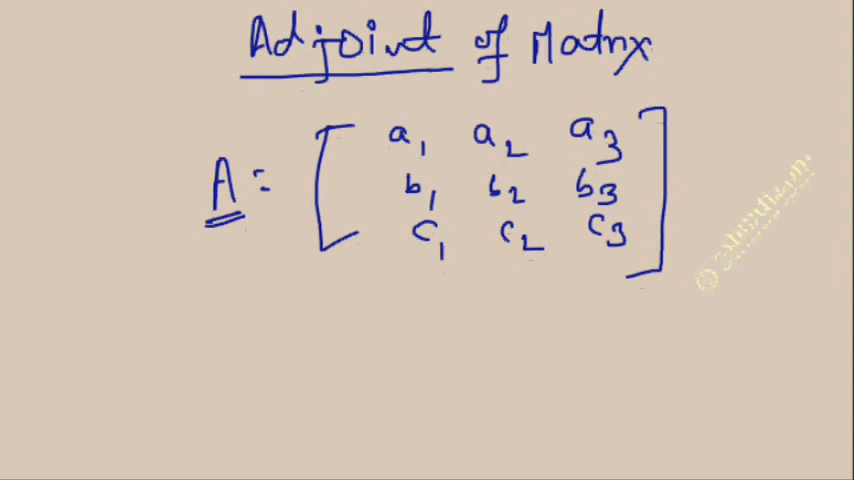 Adjoint of Matrix
A = [ a₁ a₂ a₃
b₁ b₂ b₃
c₁ c₂ c₃ ]